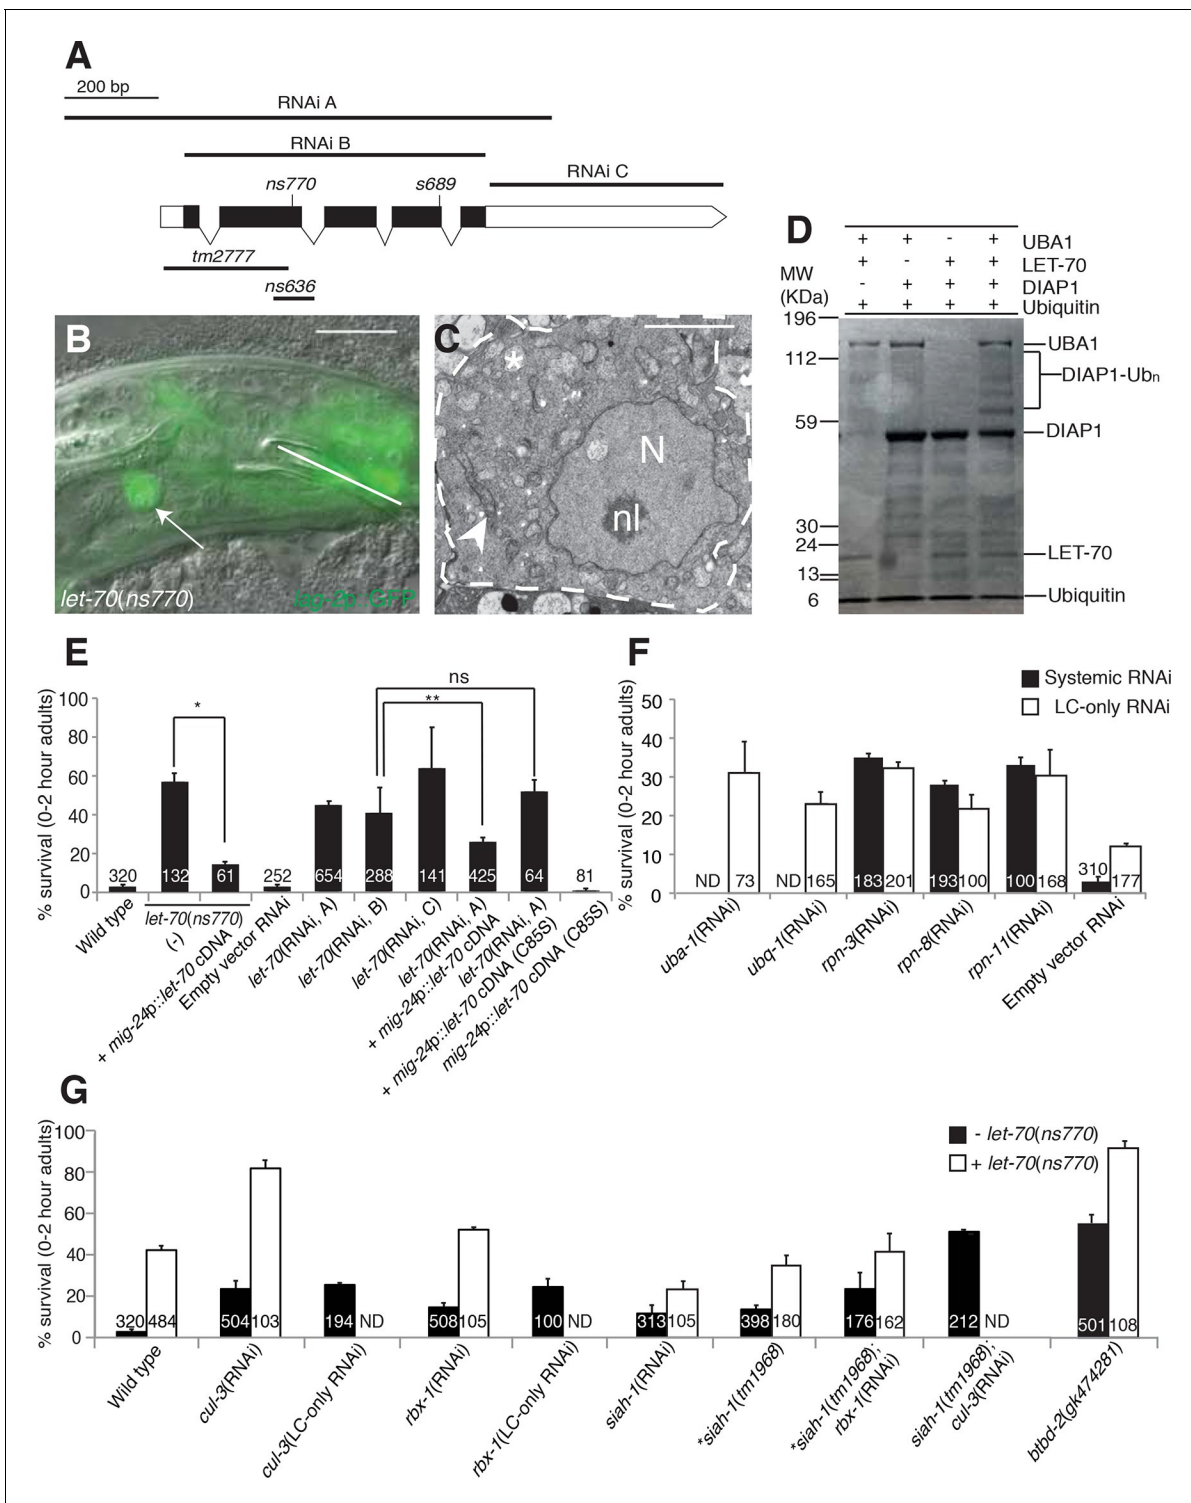 A
200 bp
RNAi A
RNAi B
RNAi C
ns770
s689
tm2777
ns636
B
let-70(ns770)
lag-2p::GFP
C
*
N
nl
D
+ + - + UBA1
+ - + + LET-70
- + + + DIAP1
+ + + + Ubiquitin
MW
(KDa)
196
112
59
30
24
13
6
UBA1
DIAP1-Ubn
DIAP1
LET-70
Ubiquitin
E
% survival (0-2 hour adults)
100
80
60
40
20
0
*
**
ns
320 132 61 252 654 288 141 425 64 81
Wild type
let-70(ns770)
(-)
+ mig-24p::let-70 cDNA
Empty vector RNAi
let-70(RNAi, A)
let-70(RNAi, B)
let-70(RNAi, C)
let-70(RNAi, A)
+ mig-24p::let-70 cDNA
let-70(RNAi, A)
+ mig-24p::let-70 cDNA (C85S)
mig-24p::let-70 cDNA (C85S)
F
% survival (0-2 hour adults)
50
40
30
20
10
0
Systemic RNAi
LC-only RNAi
ND 73 ND 165 183 201 193 100 100 168 310 177
uba-1(RNAi)
ubq-1(RNAi)
rpn-3(RNAi)
rpn-8(RNAi)
rpn-11(RNAi)
Empty vector RNAi
G
% survival (0-2 hour adults)
100
80
60
40
20
0
- let-70(ns770)
+ let-70(ns770)
320 484 504 103 194 ND 508 105 100 ND 313 105 398 180 176 162 212 ND 501 108
Wild type
cul-3(RNAi)
cul-3(LC-only RNAi)
rbx-1(RNAi)
rbx-1(LC-only RNAi)
siah-1(RNAi)
*siah-1(tm1968)
*siah-1(tm1968);
rbx-1(RNAi)
siah-1(tm1968);
cul-3(RNAi)
btbd-2(gk474281)